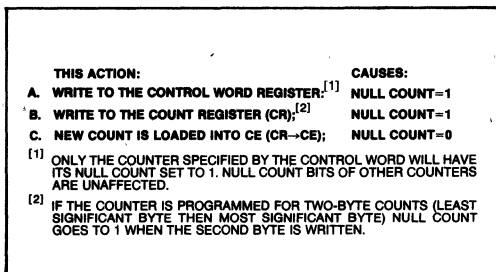 THIS ACTION: CAUSES:
A. WRITE TO THE CONTROL WORD REGISTER:[1] NULL COUNT=1
B. WRITE TO THE COUNT REGISTER (CR);[2] NULL COUNT=1
C. NEW COUNT IS LOADED INTO CE (CR→CE); NULL COUNT=0
[1] ONLY THE COUNTER SPECIFIED BY THE CONTROL WORD WILL HAVE
ITS NULL COUNT SET TO 1. NULL COUNT BITS OF OTHER COUNTERS
ARE UNAFFECTED.
[2] IF THE COUNTER IS PROGRAMMED FOR TWO-BYTE COUNTS (LEAST
SIGNIFICANT BYTE THEN MOST SIGNIFICANT BYTE) NULL COUNT
GOES TO 1 WHEN THE SECOND BYTE IS WRITTEN.